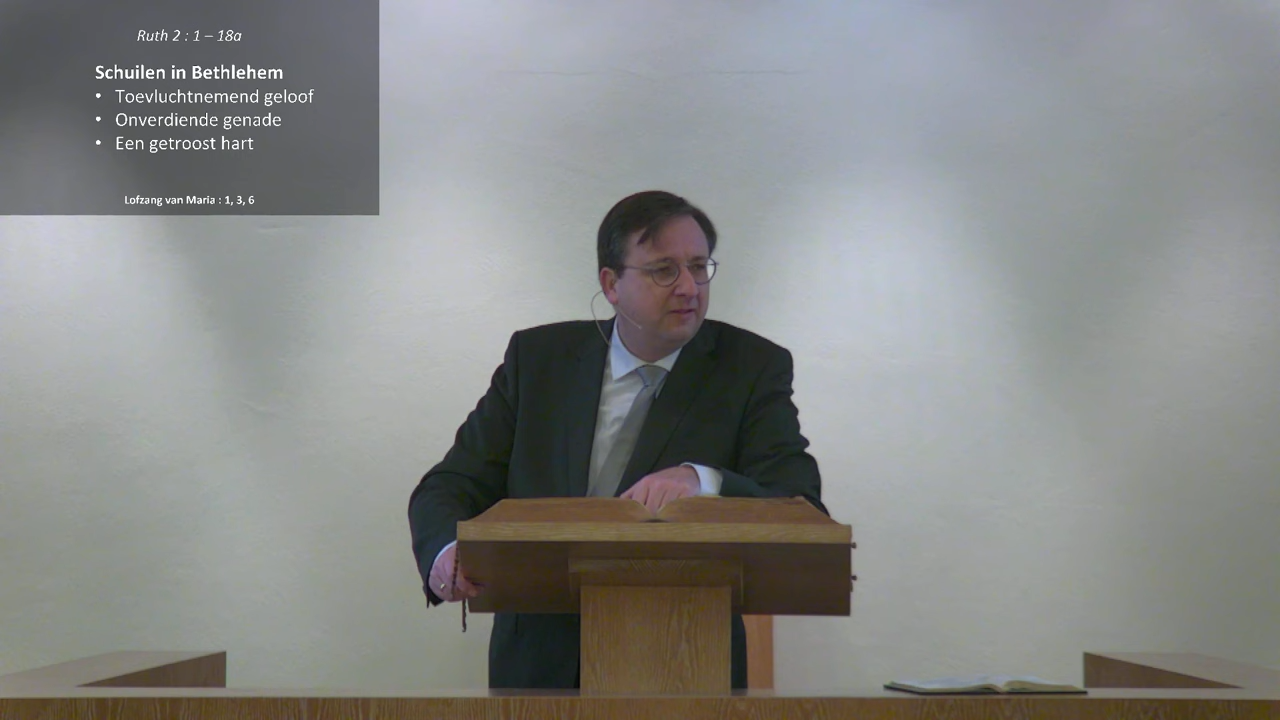 Ruth 2 : 1 – 18a
Schuilen in Bethlehem
• Toevluchtnemend geloof
• Onverdiende genade
• Een getroost hart
Lofzang van Maria : 1, 3, 6